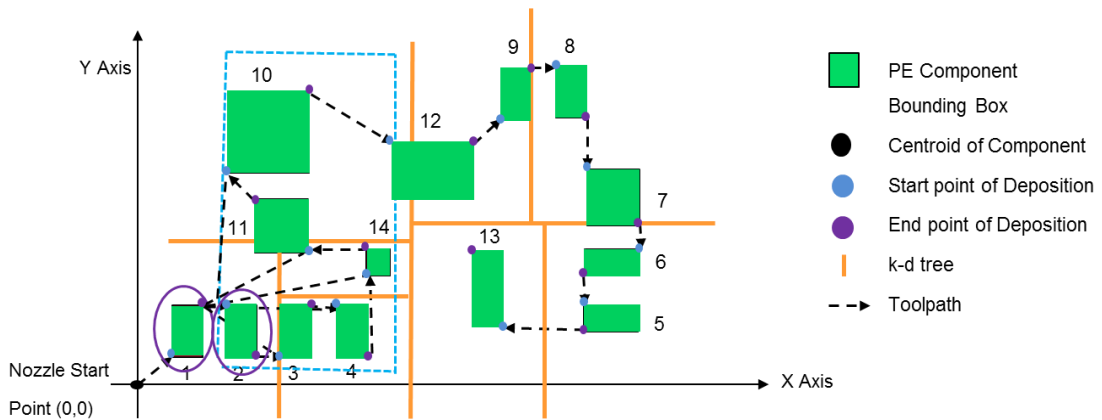 Y Axis
10
9
8
12
11
14
13
7
6
5
1
2
3
4
Nozzle Start
Point (0,0)
X Axis
PE Component
Bounding Box
Centroid of Component
Start point of Deposition
End point of Deposition
k-d tree
Toolpath